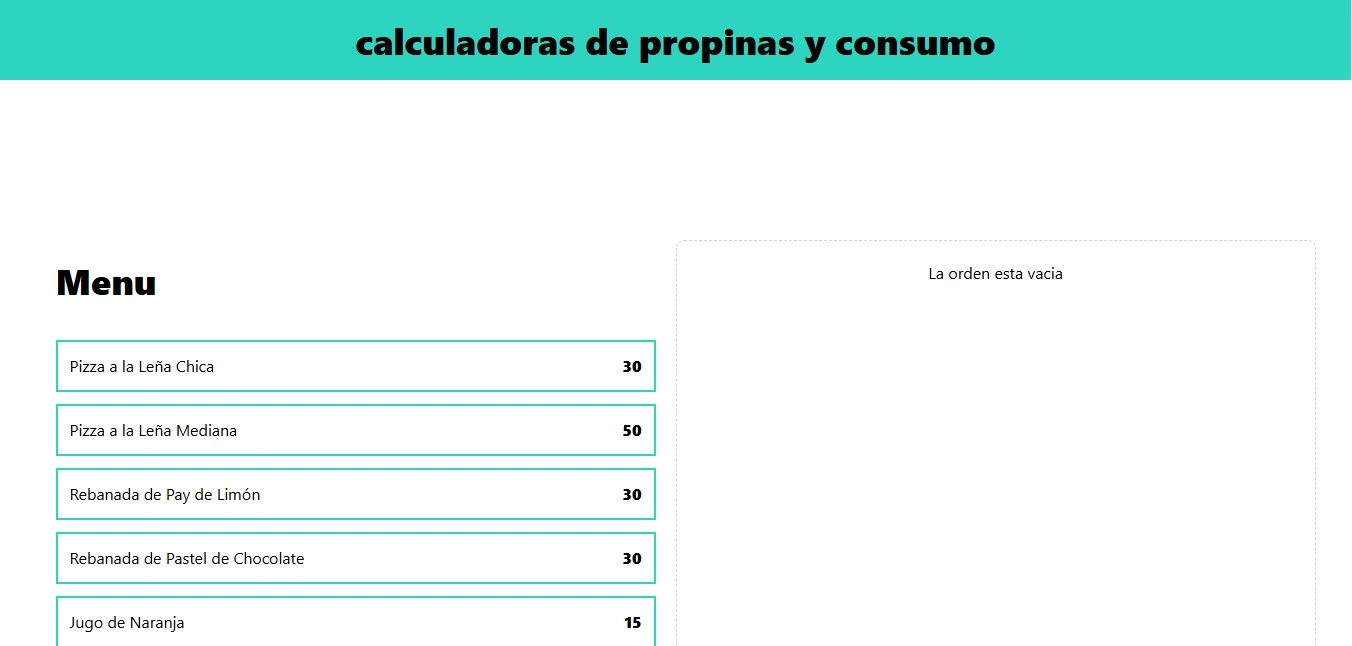 calculadoras de propinas y consumo
Menu
Pizza a la Leña Chica 30
Pizza a la Leña Mediana 50
Rebanada de Pay de Limón 30
Rebanada de Pastel de Chocolate 30
Jugo de Naranja 15
La orden esta vacia